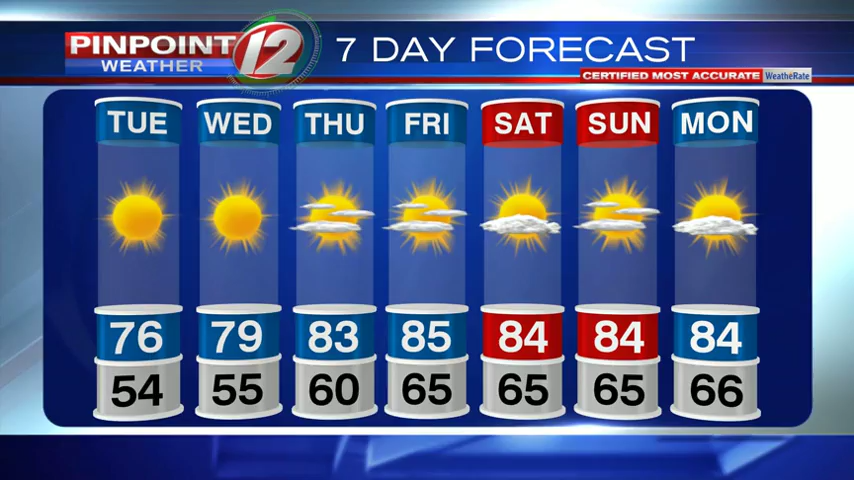 PINPOINT 12
WEATHER
7 DAY FORECAST
CERTIFIED MOST ACCURATE WeatheRate
TUE WED THU FRI SAT SUN MON
76 79 83 85 84 84 84
54 55 60 65 65 65 66